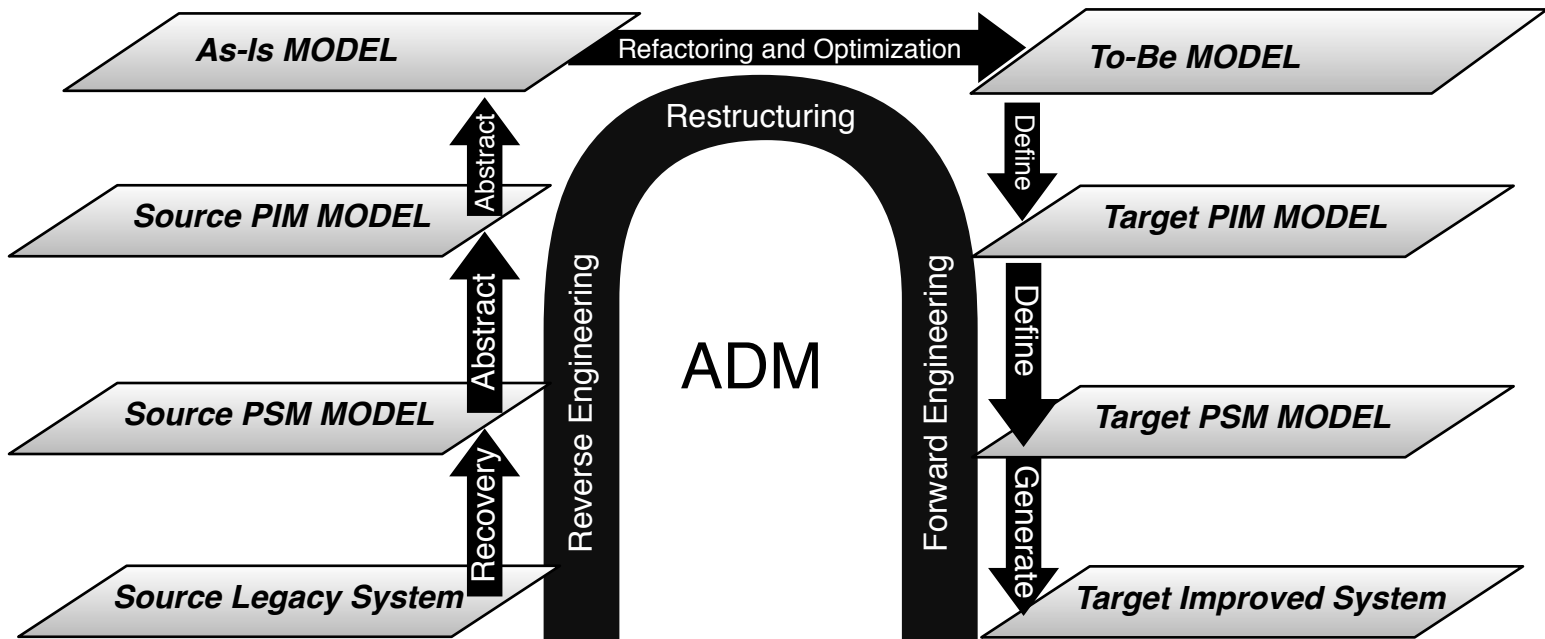 As-Is MODEL
Refactoring and Optimization
To-Be MODEL
Restructuring
Abstract
Define
Source PIM MODEL
Target PIM MODEL
Abstract
Reverse Engineering
ADM
Forward Engineering
Define
Source PSM MODEL
Target PSM MODEL
Recovery
Generate
Source Legacy System
Target Improved System